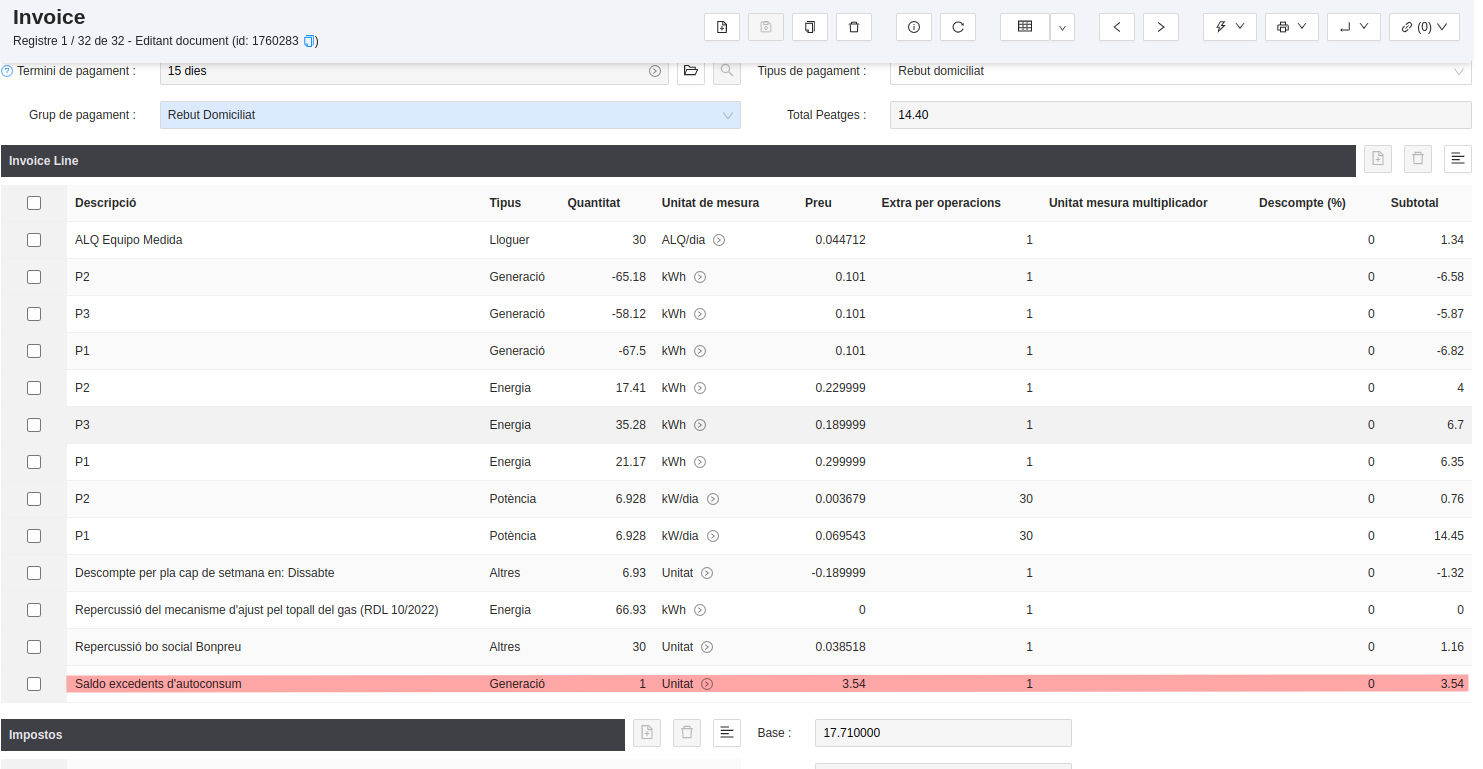 Invoice
Registre 1 / 32 de 32 - Editant document (id: 1760283 )
(0)
Termini de pagament : 15 dies Tipus de pagament : Rebut domiciliat
Grup de pagament : Rebut Domiciliat Total Peatges : 14.40
Invoice Line
Descripció Tipus Quantitat Unitat de mesura Preu Extra per operacions Unitat mesura multiplicador Descompte (%) Subtotal
ALQ Equipo Medida Lloguer 30 ALQ/dia 0.044712 1 0 1.34
P2 Generació -65.18 kWh 0.101 1 0 -6.58
P3 Generació -58.12 kWh 0.101 1 0 -5.87
P1 Generació -67.5 kWh 0.101 1 0 -6.82
P2 Energia 17.41 kWh 0.229999 1 0 4
P3 Energia 35.28 kWh 0.189999 1 0 6.7
P1 Energia 21.17 kWh 0.299999 1 0 6.35
P2 Potència 6.928 kW/dia 0.003679 30 0 0.76
P1 Potència 6.928 kW/dia 0.069543 30 0 14.45
Descompte per pla cap de setmana en: Dissabte Altres 6.93 Unitat -0.189999 1 0 -1.32
Repercussió del mecanisme d'ajust pel topall del gas (RDL 10/2022) Energia 66.93 kWh 0 1 0 0
Repercussió bo social Bonpreu Altres 30 Unitat 0.038518 1 0 1.16
Saldo excedents d'autoconsum Generació 1 Unitat 3.54 1 0 3.54
Impostos Base : 17.710000